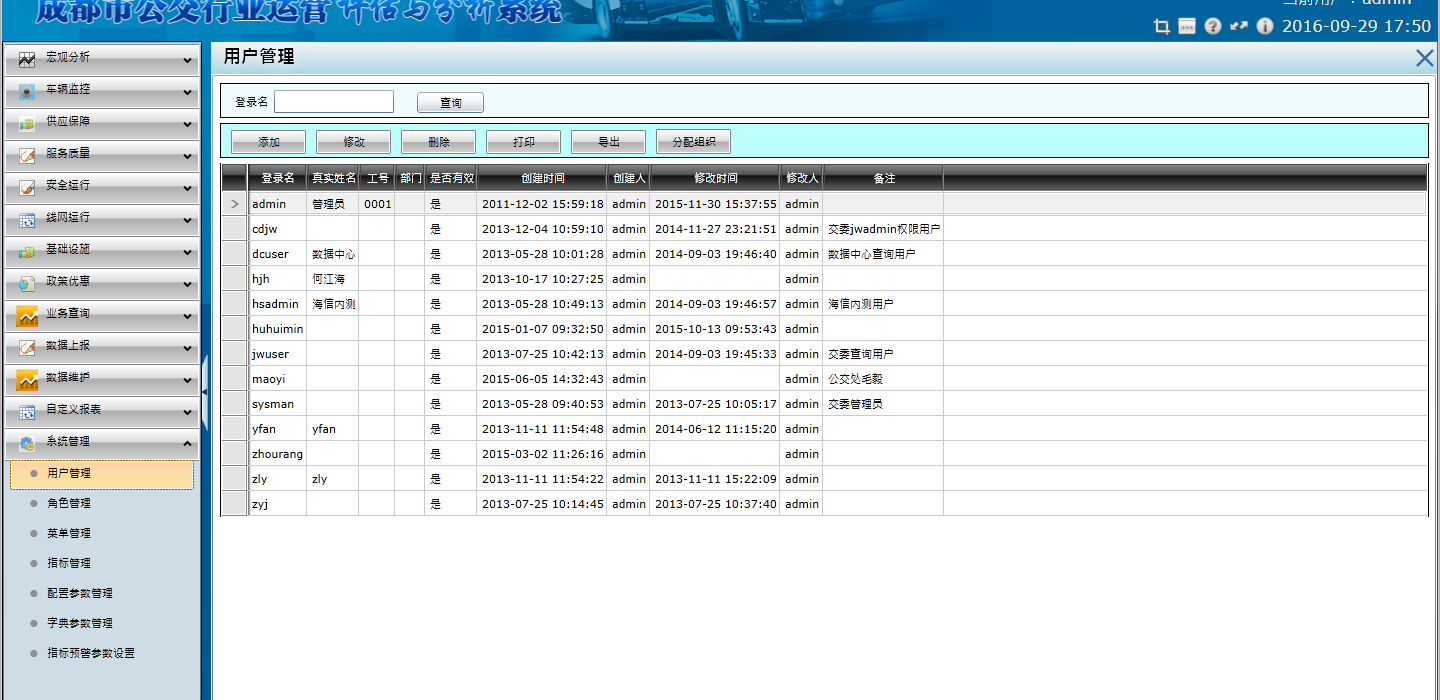 成都市公交行业运营评估与分析系统
当前用户：admin
2016-09-29 17:50
宏观分析
车辆监控
供应保障
服务质量
安全运行
线网运行
基础设施
政策优惠
业务查询
数据上报
数据维护
自定义报表
系统管理
用户管理
角色管理
菜单管理
指标管理
配置参数管理
字典参数管理
指标预警参数设置
用户管理
登录名 查询
添加 修改 删除 打印 导出 分配组织
登录名 真实姓名 工号 部门 是否有效 创建时间 创建人 修改时间 修改人 备注
> admin 管理员 0001 是 2011-12-02 15:59:18 admin 2015-11-30 15:37:55 admin
cdjw 是 2013-12-04 10:59:10 admin 2014-11-27 23:21:51 admin 交委jwadmin权限用户
dcuser 数据中心 是 2013-05-28 10:01:28 admin 2014-09-03 19:46:40 admin 数据中心查询用户
hjh 何江海 是 2013-10-17 10:27:25 admin admin
hsadmin 海信内测 是 2013-05-28 10:49:13 admin 2014-09-03 19:46:57 admin 海信内测用户
huhuimin 是 2015-01-07 09:32:50 admin 2015-10-13 09:53:43 admin
jwuser 是 2013-07-25 10:42:13 admin 2014-09-03 19:45:33 admin 交委查询用户
maoyi 是 2015-06-05 14:32:43 admin admin 公交处毛毅
sysman 是 2013-05-28 09:40:53 admin 2013-07-25 10:05:17 admin 交委管理员
yfan yfan 是 2013-11-11 11:54:48 admin 2014-06-12 11:15:20 admin
zhourang 是 2015-03-02 11:26:16 admin admin
zly zly 是 2013-11-11 11:54:22 admin 2013-11-11 15:22:09 admin
zyj 是 2013-07-25 10:14:45 admin 2013-07-25 10:37:40 admin